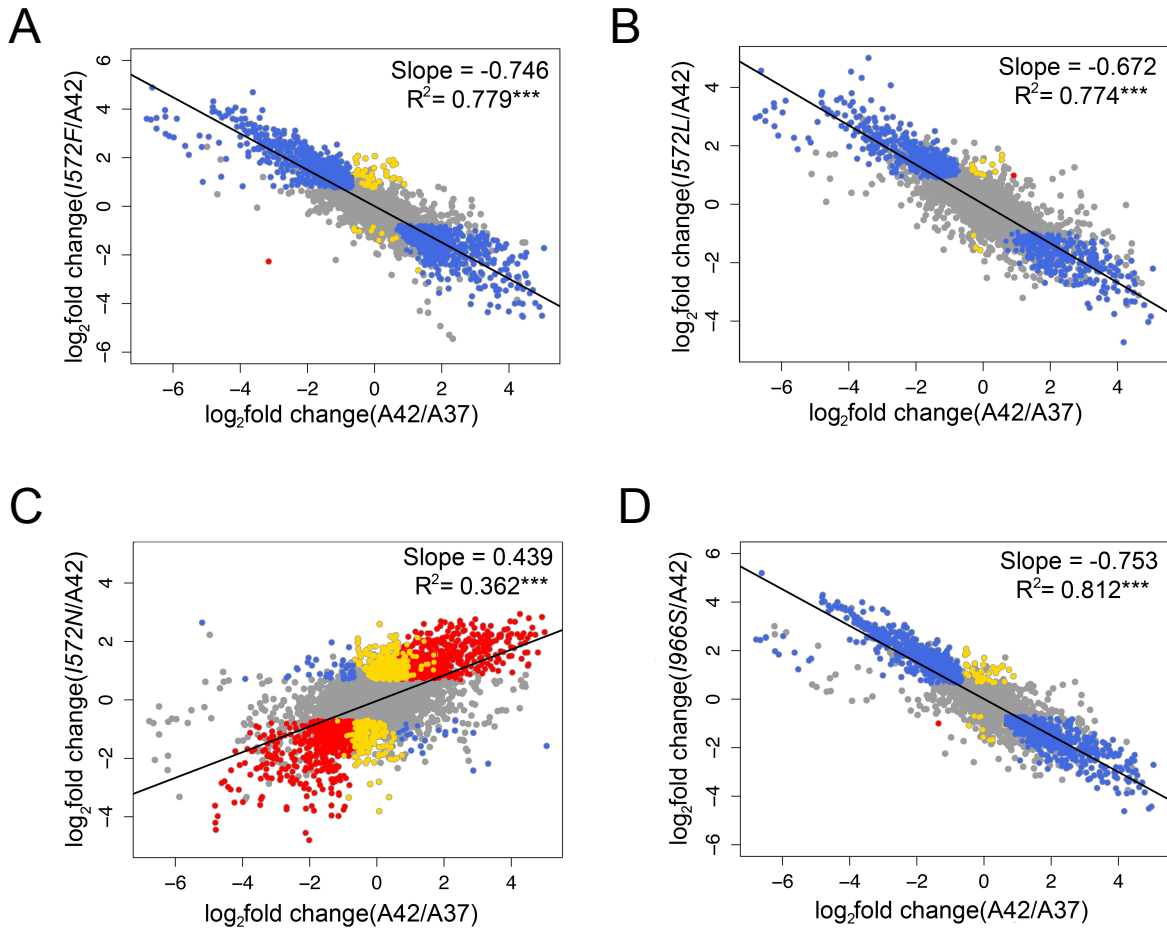 A
Slope = -0.746
R²= 0.779***
log₂fold change(I572F/A42)
6
4
2
0
−2
−4
−6
−6 −4 −2 0 2 4
log₂fold change(A42/A37)
B
Slope = -0.672
R²= 0.774***
log₂fold change(I572L/A42)
4
2
0
−2
−4
−6 −4 −2 0 2 4
log₂fold change(A42/A37)
C
Slope = 0.439
R²= 0.362***
log₂fold change(I572N/A42)
4
2
0
−2
−4
−6 −4 −2 0 2 4
log₂fold change(A42/A37)
D
Slope = -0.753
R²= 0.812***
log₂fold change(I966S/A42)
6
4
2
0
−2
−4
−6
−6 −4 −2 0 2 4
log₂fold change(A42/A37)